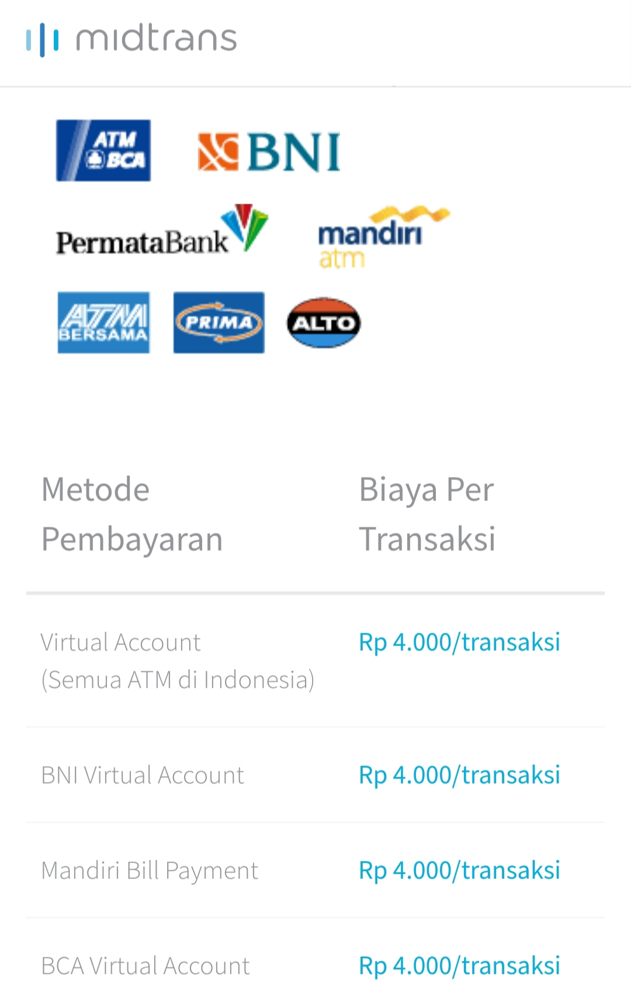 midtrans
ATM
BCA
BNI
PermataBank
mandiri
atm
ATM
BERSAMA
PRIMA
ALTO
Metode
Pembayaran
Biaya Per
Transaksi
Virtual Account
(Semua ATM di Indonesia)
Rp 4.000/transaksi
BNI Virtual Account
Rp 4.000/transaksi
Mandiri Bill Payment
Rp 4.000/transaksi
BCA Virtual Account
Rp 4.000/transaksi